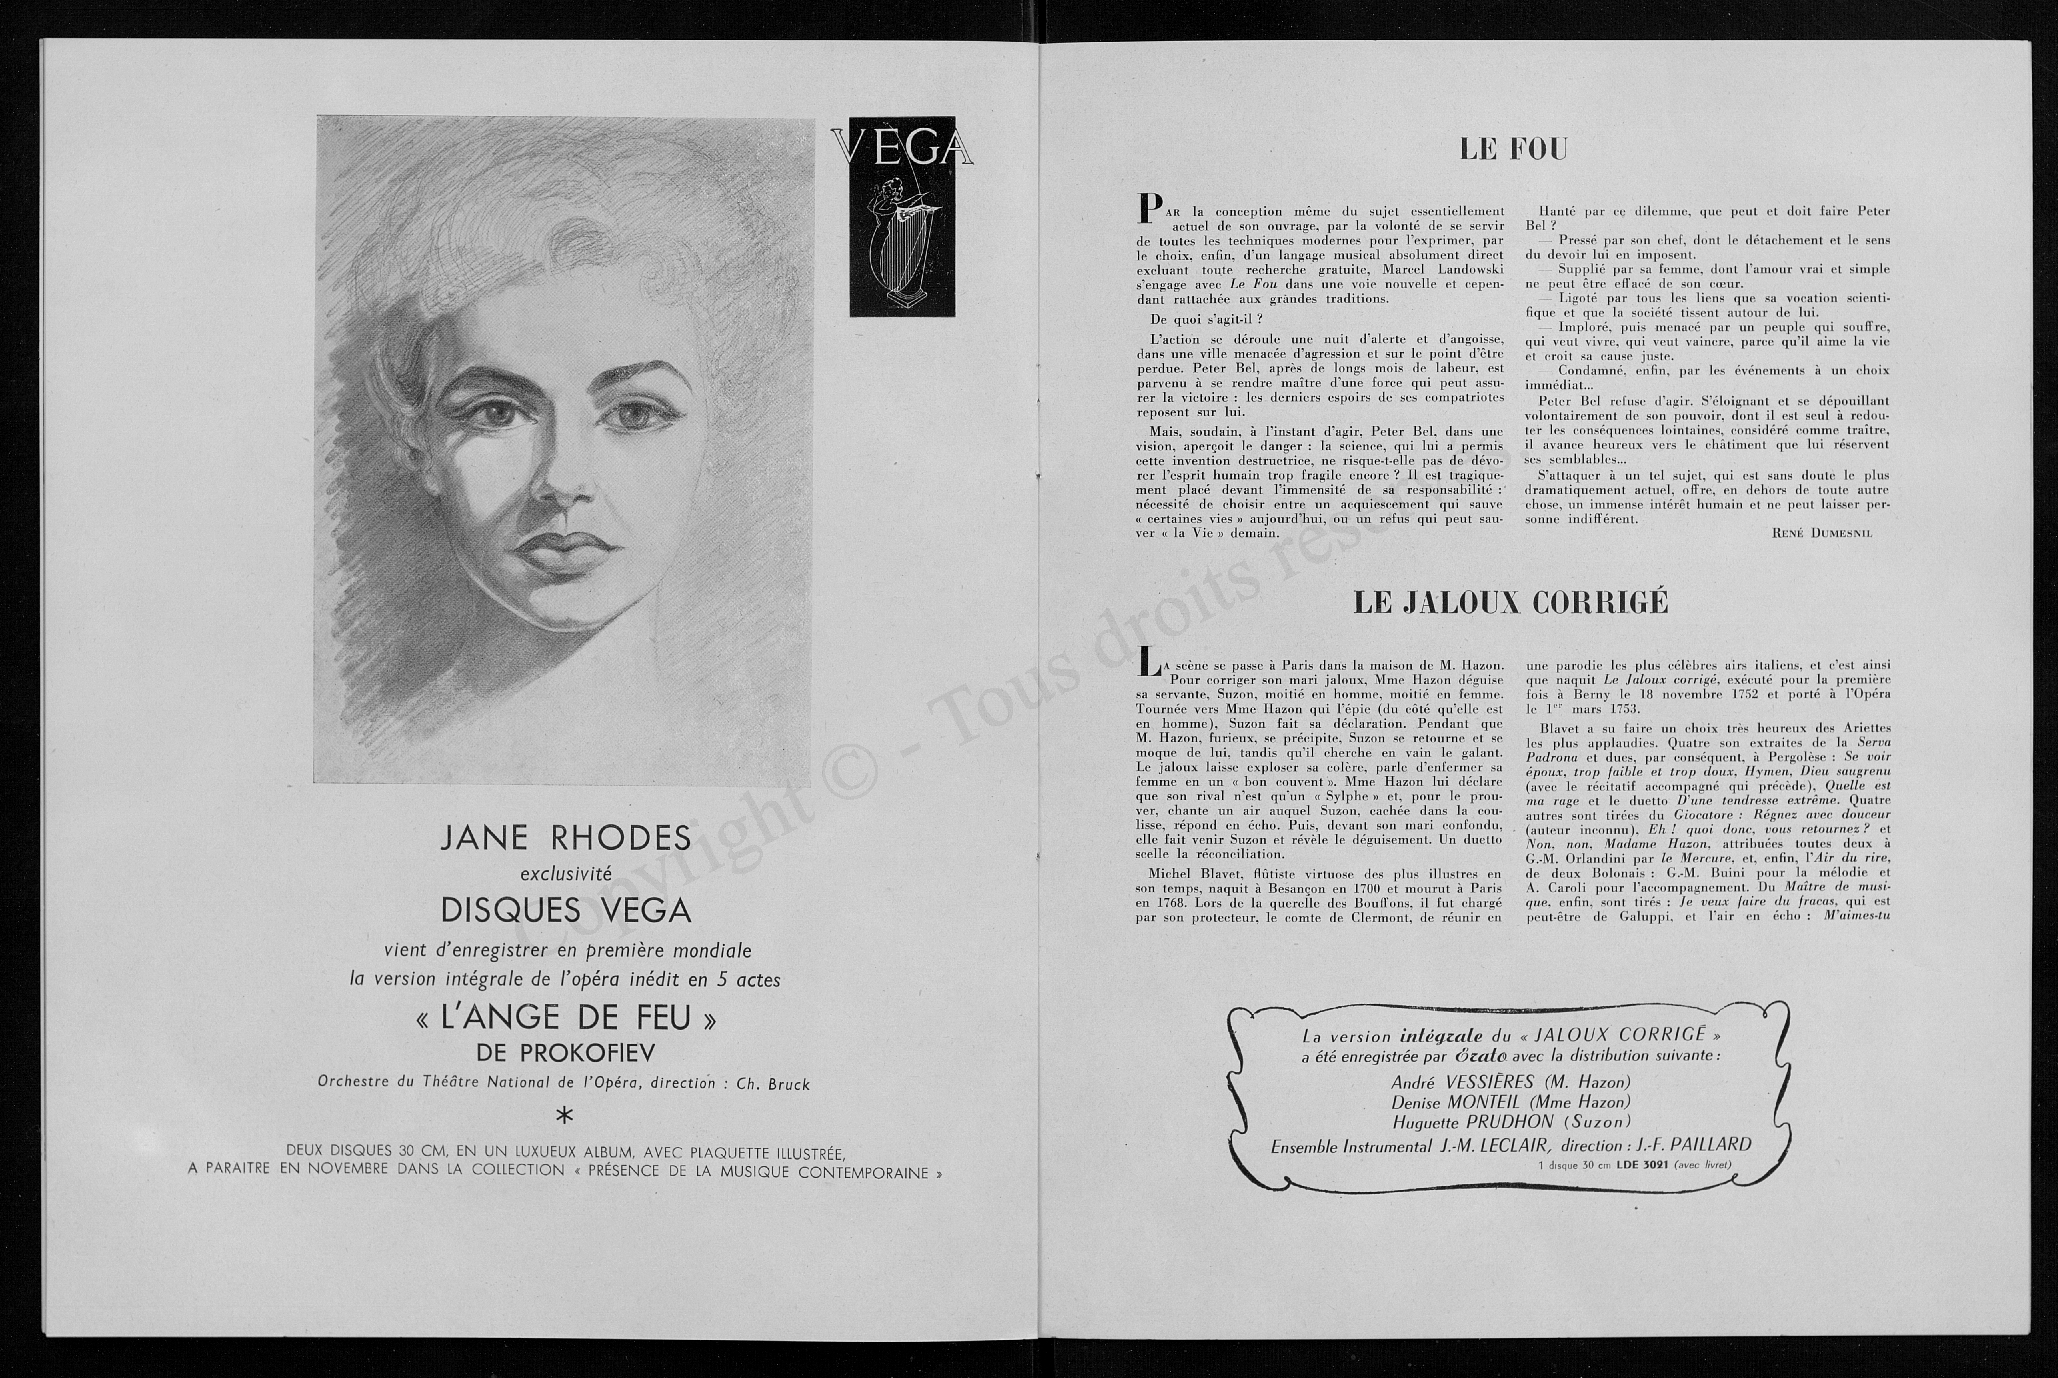 VEGA
JANE RHODES
exclusivité
DISQUES VEGA
vient d'enregistrer en première mondiale
la version intégrale de l'opéra inédit en 5 actes
« L'ANGE DE FEU »
DE PROKOFIEV
Orchestre du Théâtre National de l'Opéra, direction : Ch. Bruck
*
DEUX DISQUES 30 CM, EN UN LUXUEUX ALBUM, AVEC PLAQUETTE ILLUSTRÉE,
A PARAITRE EN NOVEMBRE DANS LA COLLECTION « PRÉSENCE DE LA MUSIQUE CONTEMPORAINE »
LE FOU
PAR la conception même du sujet essentiellement
actuel de son ouvrage, par la volonté de se servir
de toutes les techniques modernes pour l'exprimer, par
le choix, enfin, d'un langage musical absolument direct
excluant toute recherche gratuite, Marcel Landowski
s'engage avec Le Fou dans une voie nouvelle et cepen-
dant rattachée aux grandes traditions.
De quoi s'agit-il ?
L'action se déroule une nuit d'alerte et d'angoisse,
dans une ville menacée d'agression et sur le point d'être
perdue. Peter Bel, après de longs mois de labeur, est
parvenu à se rendre maître d'une force qui peut assu-
rer la victoire : les derniers espoirs de ses compatriotes
reposent sur lui.
Mais, soudain, à l'instant d'agir, Peter Bel, dans une
vision, aperçoit le danger : la science, qui lui a permis
cette invention destructrice, ne risque-t-elle pas de dévo-
rer l'esprit humain trop fragile encore ? Il est tragique-
ment placé devant l'immensité de sa responsabilité :
nécessité de choisir entre un acquiescement qui sauve
« certaines vies » aujourd'hui, ou un refus qui peut sau-
ver « la Vie » demain.
Hanté par ce dilemme, que peut et doit faire Peter
Bel ?
— Pressé par son chef, dont le détachement et le sens
du devoir lui en imposent.
— Supplié par sa femme, dont l'amour vrai et simple
ne peut être effacé de son cœur.
— Ligoté par tous les liens que sa vocation scienti-
fique et que la société tissent autour de lui.
— Imploré, puis menacé par un peuple qui souffre,
qui veut vivre, qui veut vaincre, parce qu'il aime la vie
et croit sa cause juste.
— Condamné, enfin, par les événements à un choix
immédiat...
Peter Bel refuse d'agir. S'éloignant et se dépouillant
volontairement de son pouvoir, dont il est seul à redou-
ter les conséquences lointaines, considéré comme traître,
il avance heureux vers le châtiment que lui réservent
ses semblables...
S'attaquer à un tel sujet, qui est sans doute le plus
dramatiquement actuel, offre, en dehors de toute autre
chose, un immense intérêt humain et ne peut laisser per-
sonne indifférent.
RENÉ DUMESNIL
LE JALOUX CORRIGÉ
LA scène se passe à Paris dans la maison de M. Hazon.
Pour corriger son mari jaloux, Mme Hazon déguise
sa servante, Suzon, moitié en homme, moitié en femme.
Tournée vers Mme Hazon qui l'épie (du côté qu'elle est
en homme), Suzon fait sa déclaration. Pendant que
M. Hazon, furieux, se précipite, Suzon se retourne et se
moque de lui, tandis qu'il cherche en vain le galant.
Le jaloux laisse exploser sa colère, parle d'enfermer sa
femme en un « bon couvent ». Mme Hazon lui déclare
que son rival n'est qu'un « Sylphe » et, pour le prou-
ver, chante un air auquel Suzon, cachée dans la cou-
lisse, répond en écho. Puis, devant son mari confondu,
elle fait venir Suzon et révèle le déguisement. Un duetto
scelle la réconciliation.
Michel Blavet, flûtiste virtuose des plus illustres en
son temps, naquit à Besançon en 1700 et mourut à Paris
en 1768. Lors de la querelle des Bouffons, il fut chargé
par son protecteur, le comte de Clermont, de réunir en
une parodie les plus célèbres airs italiens, et c'est ainsi
que naquit Le Jaloux corrigé, exécuté pour la première
fois à Berny le 18 novembre 1752 et porté à l'Opéra
le 1er mars 1753.
Blavet a su faire un choix très heureux des Ariettes
les plus applaudies. Quatre son extraites de la Serva
Padrona et dues, par conséquent, à Pergolèse : Se voir
époux, trop faible et trop doux, Hymen, Dieu saugrenu
(avec le récitatif accompagné qui précède), Quelle est
ma rage et le duetto D'une tendresse extrême. Quatre
autres sont tirées du Giocatore : Régnez avec douceur
(auteur inconnu). Eh ! quoi donc, vous retournez ? et
Non, non, Madame Hazon, attribuées toutes deux à
G.-M. Orlandini par le Mercure, et, enfin, l'Air du rire,
de deux Bolonais : G.-M. Buini pour la mélodie et
A. Caroli pour l'accompagnement. Du Maître de musi-
que, enfin, sont tirés : Je veux faire du fracas, qui est
peut-être de Galuppi, et l'air en écho : M'aimes-tu
La version intégrale du « JALOUX CORRIGÉ »
a été enregistrée par Érato avec la distribution suivante :
André VESSIÈRES (M. Hazon)
Denise MONTEIL (Mme Hazon)
Huguette PRUDHON (Suzon)
Ensemble Instrumental J.-M. LECLAIR, direction : J.-F. PAILLARD
1 disque 30 cm LDE 3021 (avec livret)
Copyright © - Tous droits réservés